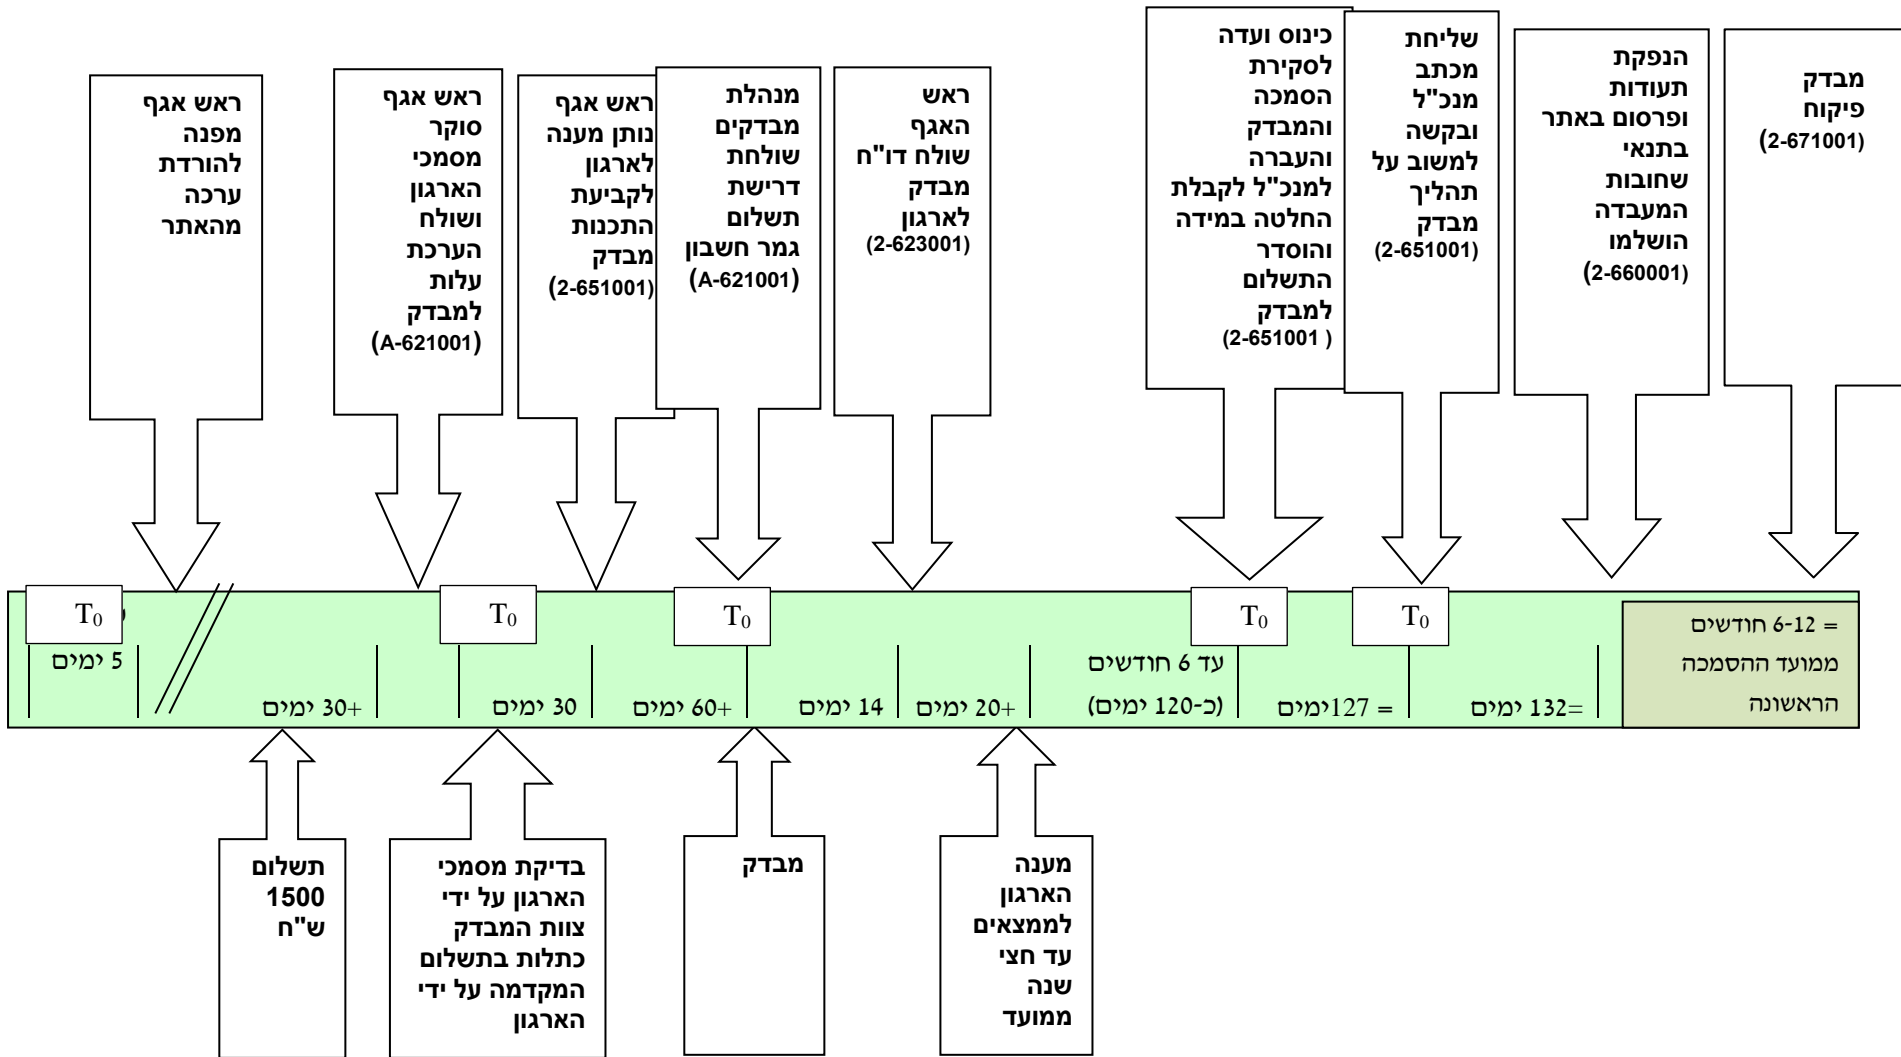 ראש אגף
מפנה
להורדת
ערכה
מהאתר
ראש אגף
סוקר
מסמכי
הארגון
ושולח
הערכת
עלות
למבדק
(A-621001)
ראש אגף
נותן מענה
לארגון
לקביעת
התכנות
מבדק
(2-651001)
מנהלת
מבדקים
שולחת
דרישת
תשלום
גמר חשבון
(A-621001)
ראש
האגף
שולח דו"ח
מבדק
לארגון
(2-623001)
כינוס ועדה
לסקירת
הסמכה
והמבדק
והעברה
למנכ"ל לקבלת
החלטה במידה
והוסדר
התשלום
למבדק
(2-651001 )
שליחת
מכתב
מנכ"ל
ובקשה
למשוב על
תהליך
מבדק
(2-651001)
הנפקת
תעודות
ופרסום באתר
בתנאי
שחובות
המעבדה
הושלמו
(2-660001)
מבדק
פיקוח
(2-671001)
T0
T0
T0
T0
T0
5 ימים
+30 ימים
30 ימים
+60 ימים
14 ימים
+20 ימים
עד 6 חודשים
(כ-120 ימים)
= 127ימים
=132 ימים
= 6-12 חודשים
ממועד ההסמכה
הראשונה
תשלום
1500
ש"ח
בדיקת מסמכי
הארגון על ידי
צוות המבדק
כתלות בתשלום
המקדמה על ידי
הארגון
מבדק
מענה
הארגון
לממצאים
עד חצי
שנה
ממועד